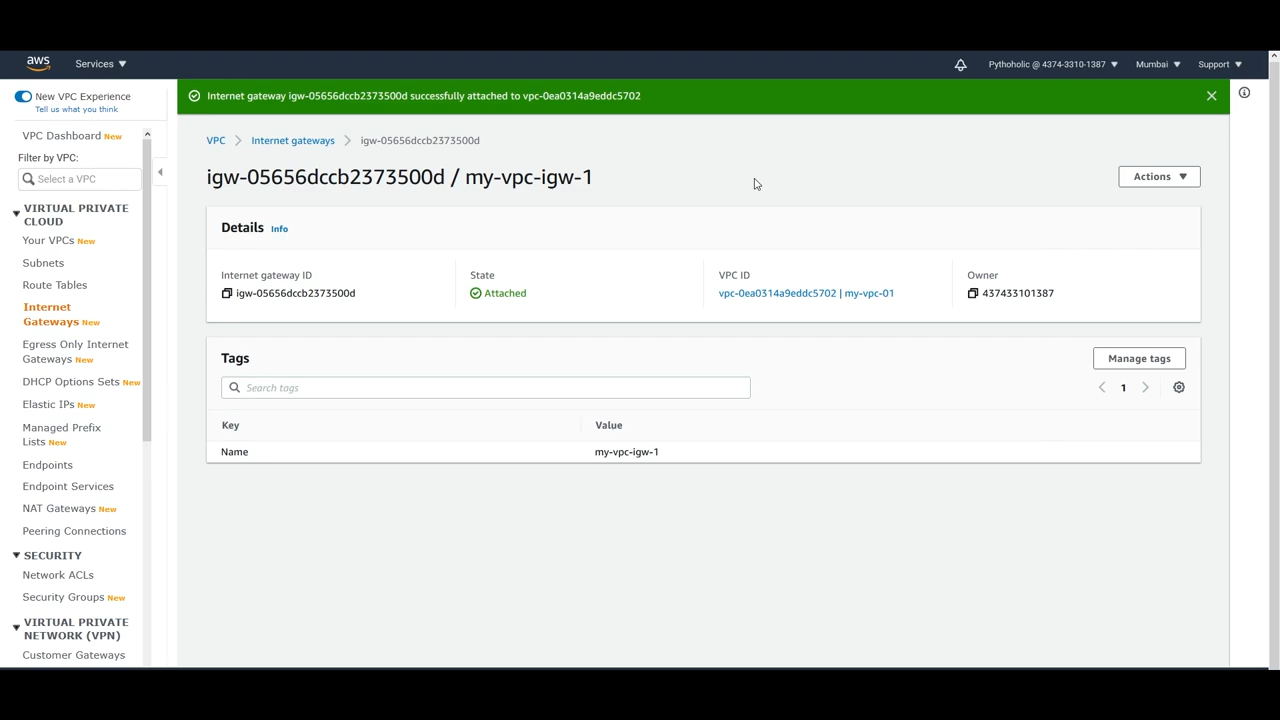 aws
Services
Pythoholic @ 4374-3310-1387
Mumbai
Support
New VPC Experience
Tell us what you think
VPC Dashboard New
Filter by VPC:
Select a VPC
VIRTUAL PRIVATE
CLOUD
Your VPCs New
Subnets
Route Tables
Internet
Gateways New
Egress Only Internet
Gateways New
DHCP Options Sets New
Elastic IPs New
Managed Prefix
Lists New
Endpoints
Endpoint Services
NAT Gateways New
Peering Connections
SECURITY
Network ACLs
Security Groups New
VIRTUAL PRIVATE
NETWORK (VPN)
Customer Gateways
Internet gateway igw-05656dccb2373500d successfully attached to vpc-0ea0314a9eddc5702
VPC > Internet gateways > igw-05656dccb2373500d
igw-05656dccb2373500d / my-vpc-igw-1
Actions
Details Info
Internet gateway ID
igw-05656dccb2373500d
State
Attached
VPC ID
vpc-0ea0314a9eddc5702 | my-vpc-01
Owner
437433101387
Tags
Manage tags
Search tags
1
Key Value
Name my-vpc-igw-1